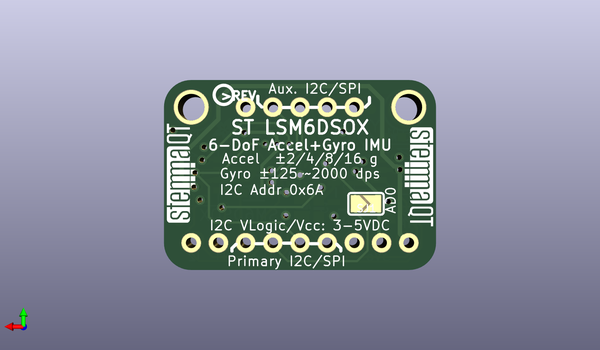 REV
Aux. I2C/SPI
ST LSM6DSOX
6-DoF Accel+Gyro IMU
Accel ±2/4/8/16 g
Gyro ±125~2000 dps
I2C Addr 0x6A
AD0
I2C VLogic/Vcc: 3-5VDC
Primary I2C/SPI
stemmaQT
stemmaQT